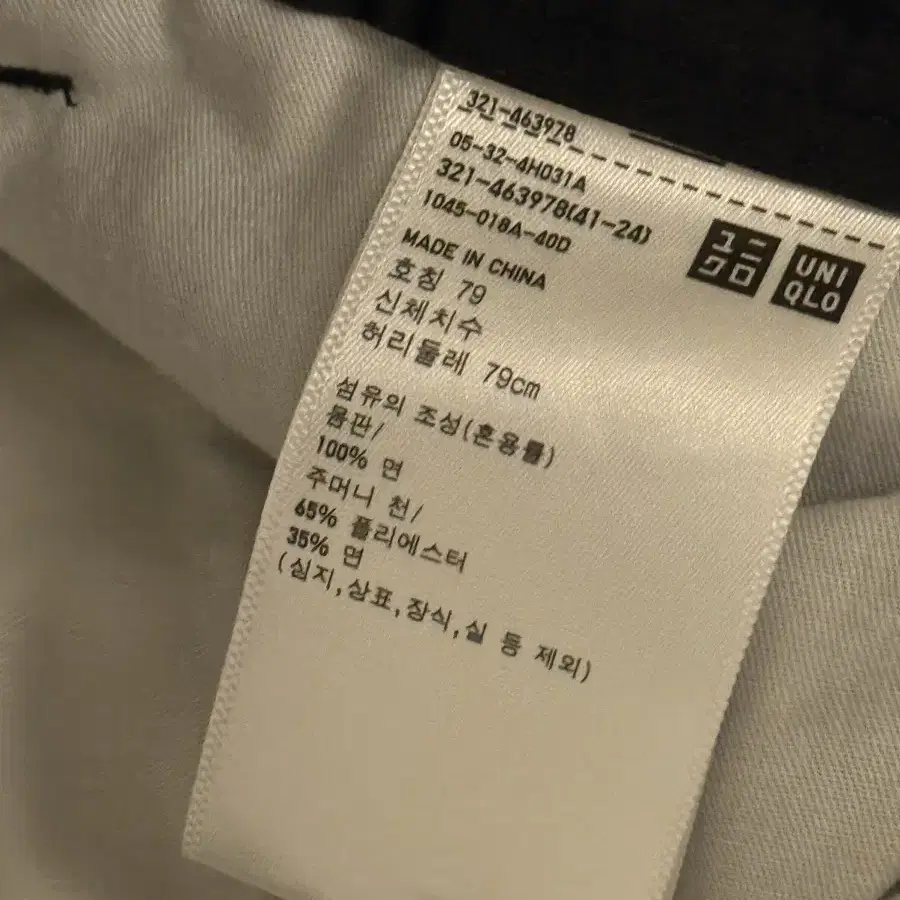 321-463978
05-32-4H031A
321-463978(41-24)
1045-018A-40D
MADE IN CHINA
ユニ
クロ
UNI
QLO
호칭 79
신체치수
허리둘레 79cm
섬유의 조성(혼용률)
몸판/
100% 면
주머니 천/
65% 폴리에스터
35% 면
(심지,상표,장식,실 등 제외)